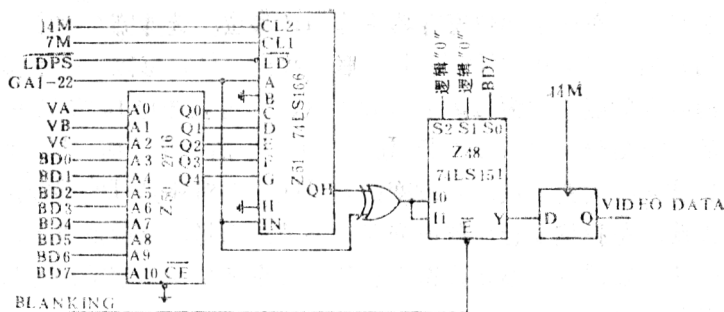 14M
7M
LDPS
GA1-22
CL2
CL1
LD
A
B
C
D
E
F
G
H
IN
Z51 74LS166
QH
VA
VB
VC
BD0
BD1
BD2
BD3
BD4
BD5
BD6
BD7
A0
A1
A2
A3
A4
A5
A6
A7
A8
A9
A10
CE
Q0
Q1
Q2
Q3
Q4
2716
BLANKING
逻辑"0"
逻辑"0"
BD7
S2
S1
S0
Z48
74LS151
I0
I1
E
Y
14M
D
Q
VIDFO DATA